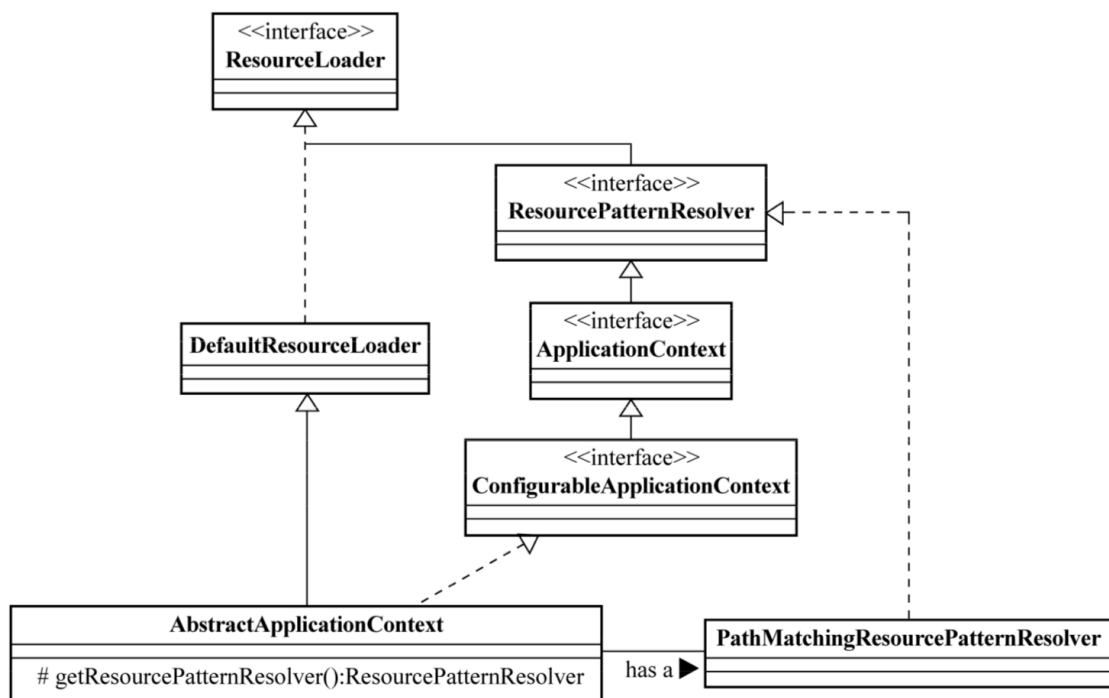 <<interface>>
ResourceLoader
<<interface>>
ResourcePatternResolver
DefaultResourceLoader
<<interface>>
ApplicationContext
<<interface>>
ConfigurableApplicationContext
AbstractApplicationContext
# getResourcePatternResolver():ResourcePatternResolver
has a
PathMatchingResourcePatternResolver